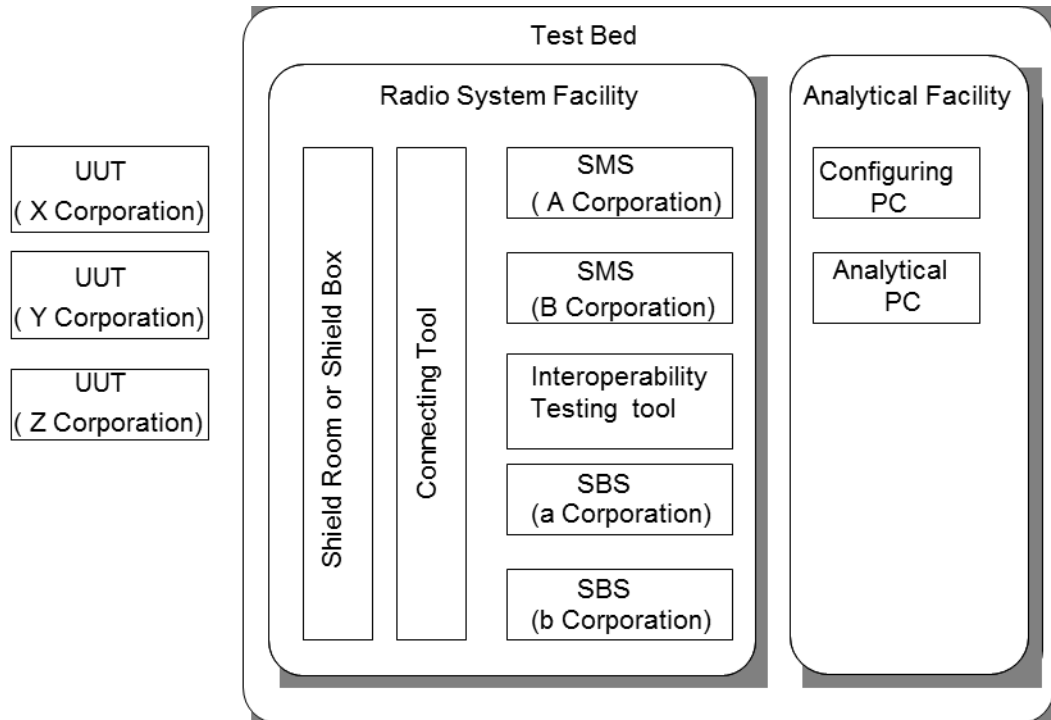 Test Bed
Radio System Facility
Analytical Facility
UUT
( X Corporation)
UUT
( Y Corporation)
UUT
( Z Corporation)
Shield Room or Shield Box
Connecting Tool
SMS
( A Corporation)
SMS
(B Corporation)
Interoperability
Testing tool
SBS
(a Corporation)
SBS
(b Corporation)
Configuring
PC
Analytical
PC